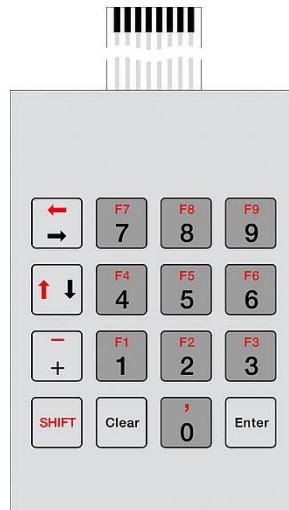 ← F7 F8 F9
→ 7 8 9
↑ ↓ F4 F5 F6
4 5 6
− F1 F2 F3
+ 1 2 3
SHIFT Clear , Enter
0